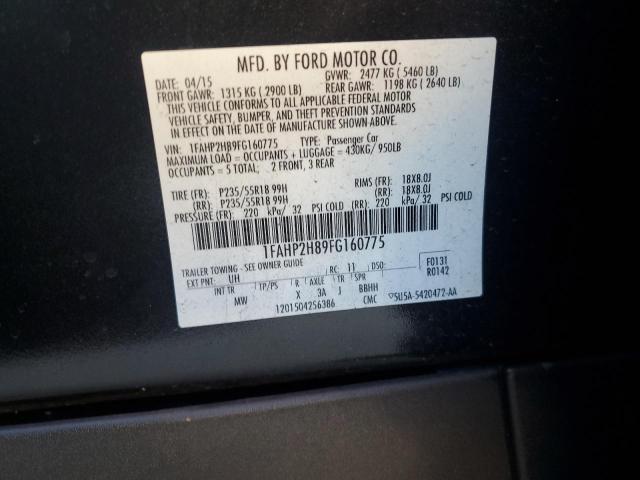 MFD. BY FORD MOTOR CO.
DATE: 04/15 GVWR: 2477 KG ( 5460 LB)
FRONT GAWR: 1315 KG ( 2900 LB) REAR GAWR: 1198 KG ( 2640 LB)
THIS VEHICLE CONFORMS TO ALL APPLICABLE FEDERAL MOTOR
VEHICLE SAFETY, BUMPER, AND THEFT PREVENTION STANDARDS
IN EFFECT ON THE DATE OF MANUFACTURE SHOWN ABOVE.
VIN: 1FAHP2H89FG160775 TYPE: Passenger Car
MAXIMUM LOAD = OCCUPANTS + LUGGAGE = 430KG/ 950LB
OCCUPANTS = 5 TOTAL, 2 FRONT, 3 REAR
TIRE (FR): P235/55R18 99H RIMS (FR): 18X8.0J
(RR): P235/55R18 99H (RR): 18X8.0J
PRESSURE (FR): 220 kPa/ 32 PSI COLD (RR): 220 kPa/ 32 PSI COLD
1FAHP2H89FG160775
TRAILER TOWING - SEE OWNER GUIDE
F0131
R0142
EXT PNT: UH RC: 11 DSO:
INT TR TP/PS R AXLE TR SPR
MW X 3A J BBHH
1201504256386 CMC 5U5A-5420472-AA